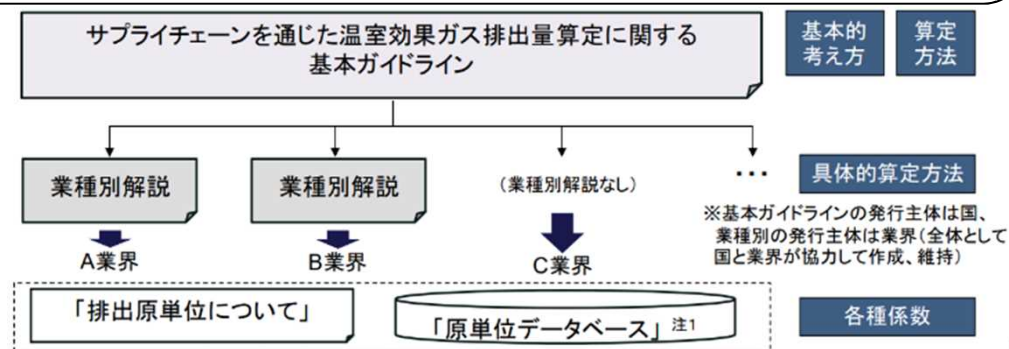 サプライチェーンを通じた温室効果ガス排出量算定に関する
基本ガイドライン
基本的
考え方
算定
方法
業種別解説
業種別解説
(業種別解説なし)
…
具体的算定方法
※基本ガイドラインの発行主体は国、
業種別の発行主体は業界(全体として
国と業界が協力して作成、維持)
A業界
B業界
C業界
「排出原単位について」
「原単位データベース」 注1
各種係数